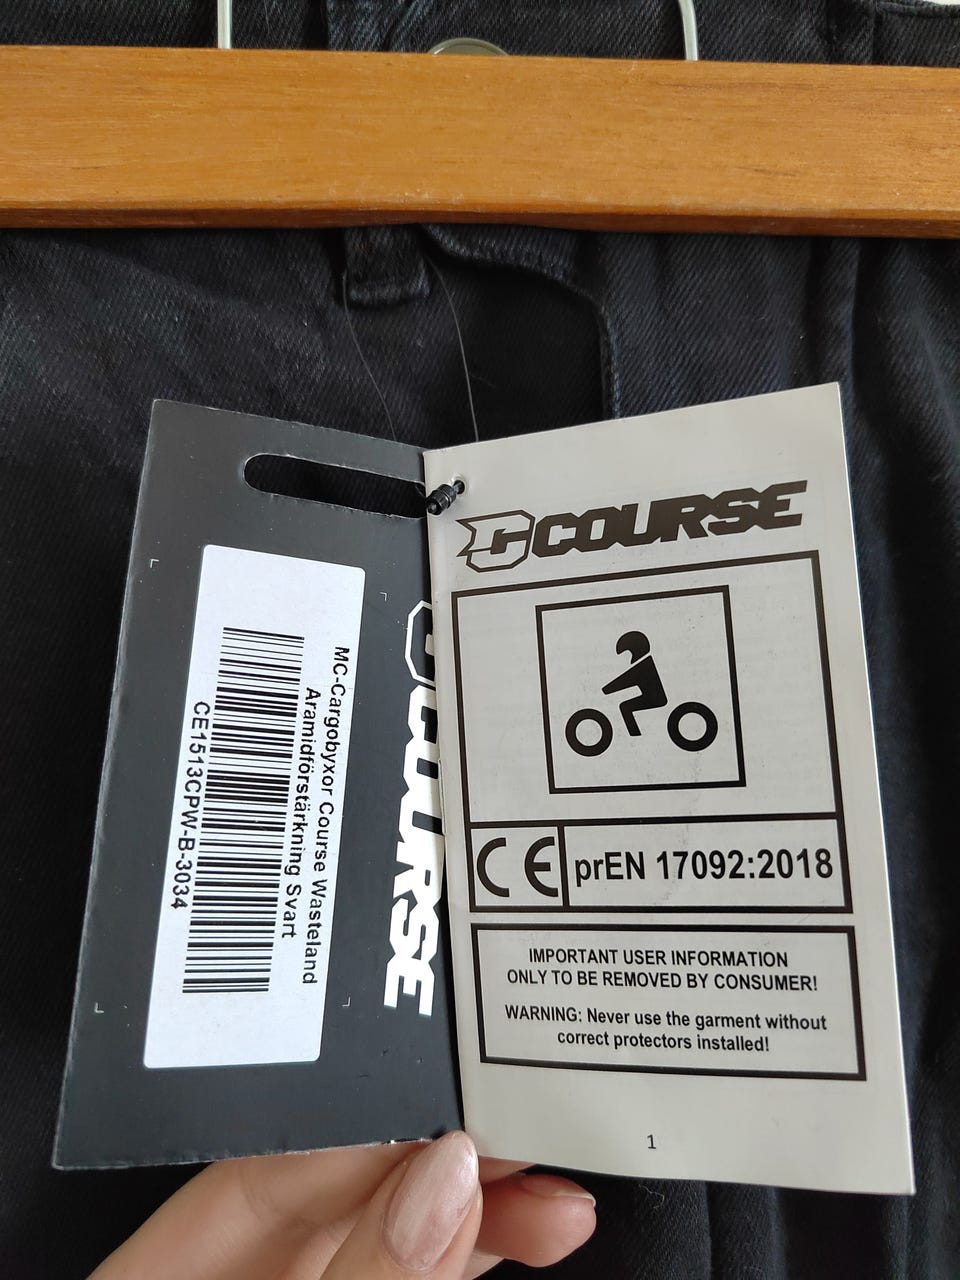 MC-Cargobyxor Course Wasteland
Aramidförstärkning Svart
CE1513CPW-B-3034
COURSE
COURSE
CE prEN 17092:2018
IMPORTANT USER INFORMATION
ONLY TO BE REMOVED BY CONSUMER!
WARNING: Never use the garment without
correct protectors installed!
1